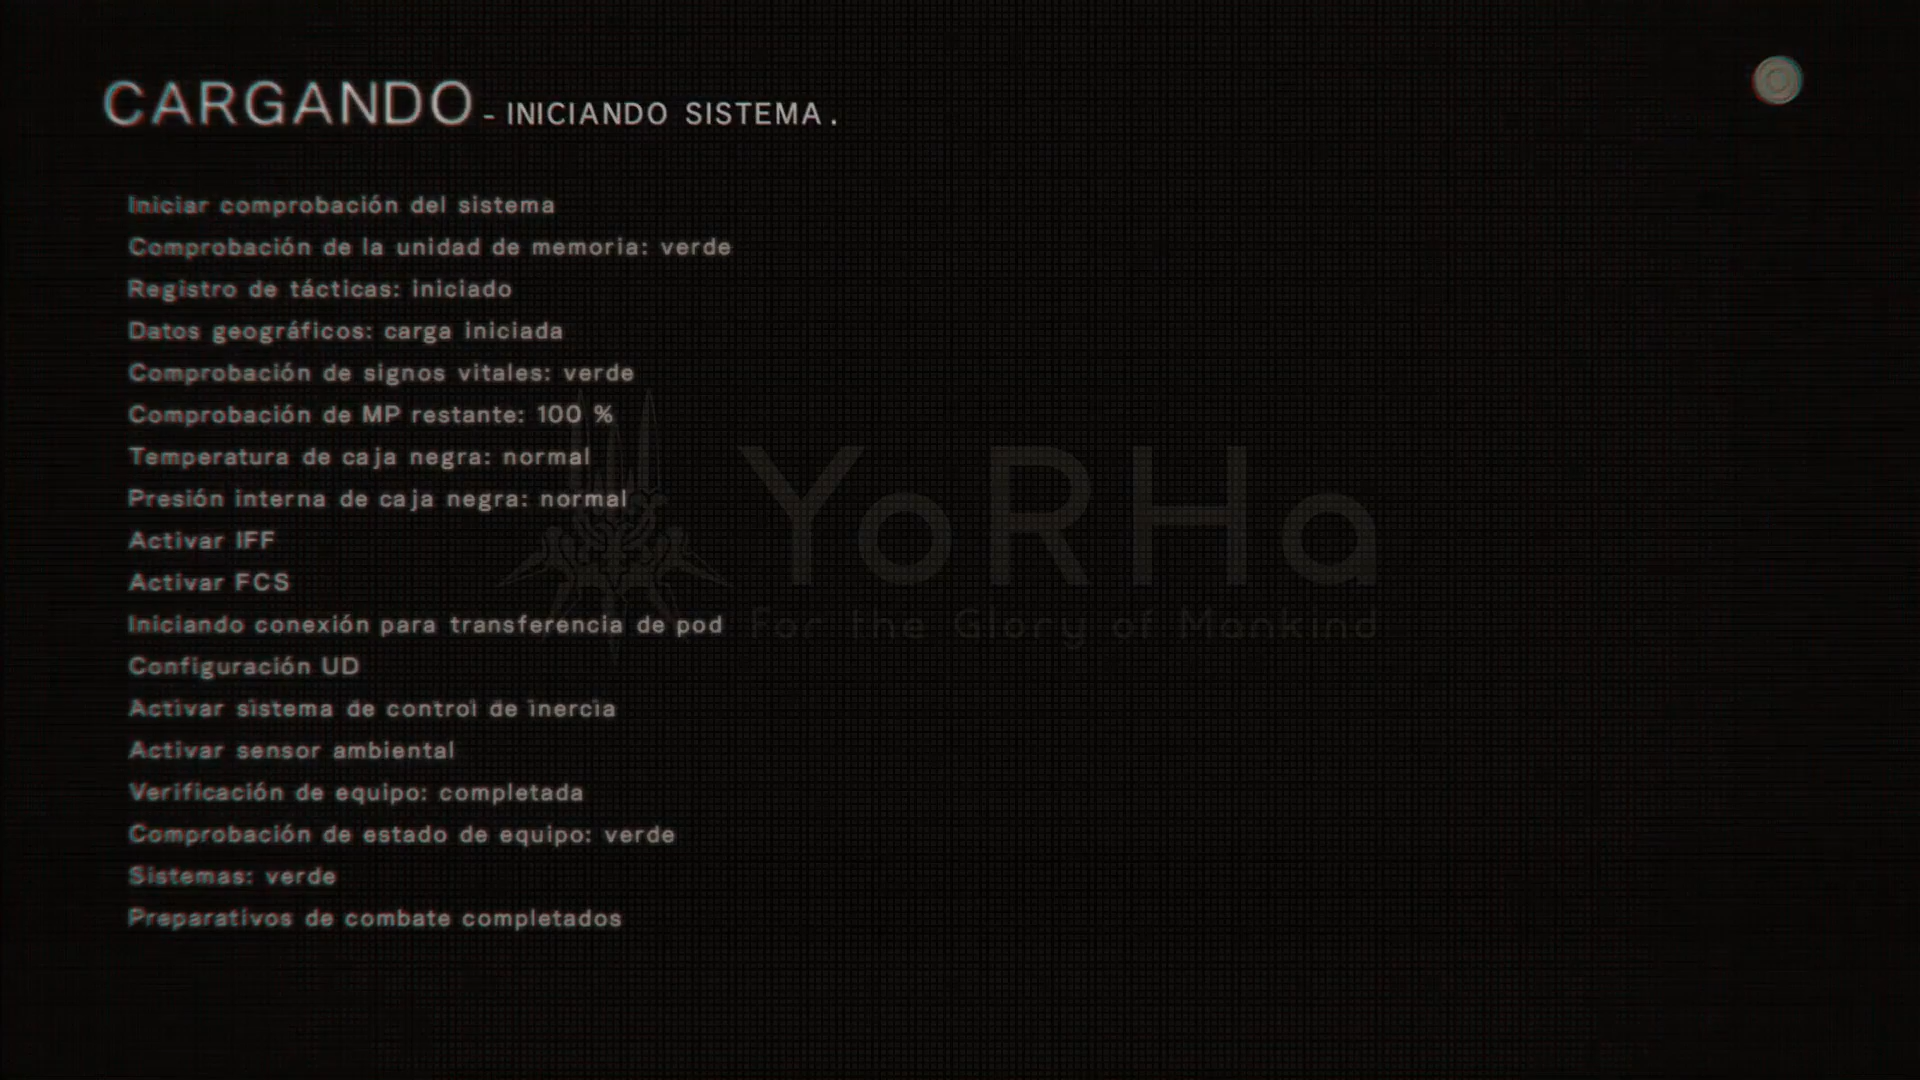 CARGANDO - INICIANDO SISTEMA .
Iniciar comprobación del sistema
Comprobación de la unidad de memoria: verde
Registro de tácticas: iniciado
Datos geográficos: carga iniciada
Comprobación de signos vitales: verde
Comprobación de MP restante: 100 %
Temperatura de caja negra: normal
Presión interna de caja negra: normal
Activar IFF
Activar FCS
Iniciando conexión para transferencia de pod
Configuración UD
Activar sistema de control de inercia
Activar sensor ambiental
Verificación de equipo: completada
Comprobación de estado de equipo: verde
Sistemas: verde
Preparativos de combate completados
YoRHa
For the Glory of Mankind